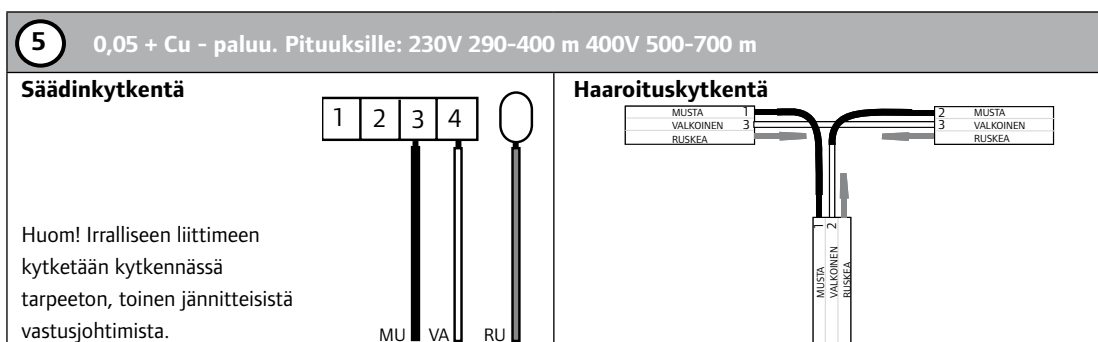 5 0,05 + Cu - paluu. Pituuksille: 230V 290-400 m 400V 500-700 m
Säädinkytkentä
1 2 3 4
Huom! Irralliseen liittimeen
kytketään kytkennässä
tarpeeton, toinen jännitteisistä
vastusjohtimista.
MU VA RU
Haaroituskytkentä
MUSTA 1
VALKOINEN 3
RUSKEA
2 MUSTA
3 VALKOINEN
RUSKEA
1 MUSTA
2 VALKOINEN
RUSKEA